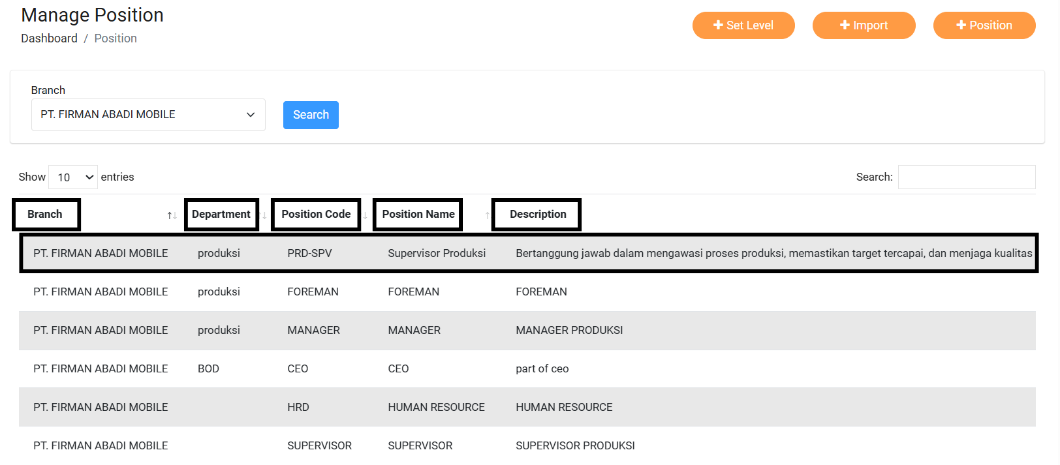 Manage Position
Dashboard / Position
+ Set Level + Import + Position
Branch
PT. FIRMAN ABADI MOBILE Search
Show 10 entries Search:
Branch Department Position Code Position Name Description
PT. FIRMAN ABADI MOBILE produksi PRD-SPV Supervisor Produksi Bertanggung jawab dalam mengawasi proses produksi, memastikan target tercapai, dan menjaga kualitas
PT. FIRMAN ABADI MOBILE produksi FOREMAN FOREMAN FOREMAN
PT. FIRMAN ABADI MOBILE produksi MANAGER MANAGER MANAGER PRODUKSI
PT. FIRMAN ABADI MOBILE BOD CEO CEO part of ceo
PT. FIRMAN ABADI MOBILE HRD HUMAN RESOURCE HUMAN RESOURCE
PT. FIRMAN ABADI MOBILE SUPERVISOR SUPERVISOR SUPERVISOR PRODUKSI